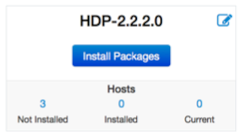 HDP-2.2.2.0
Install Packages
Hosts
3 0 0
Not Installed Installed Current